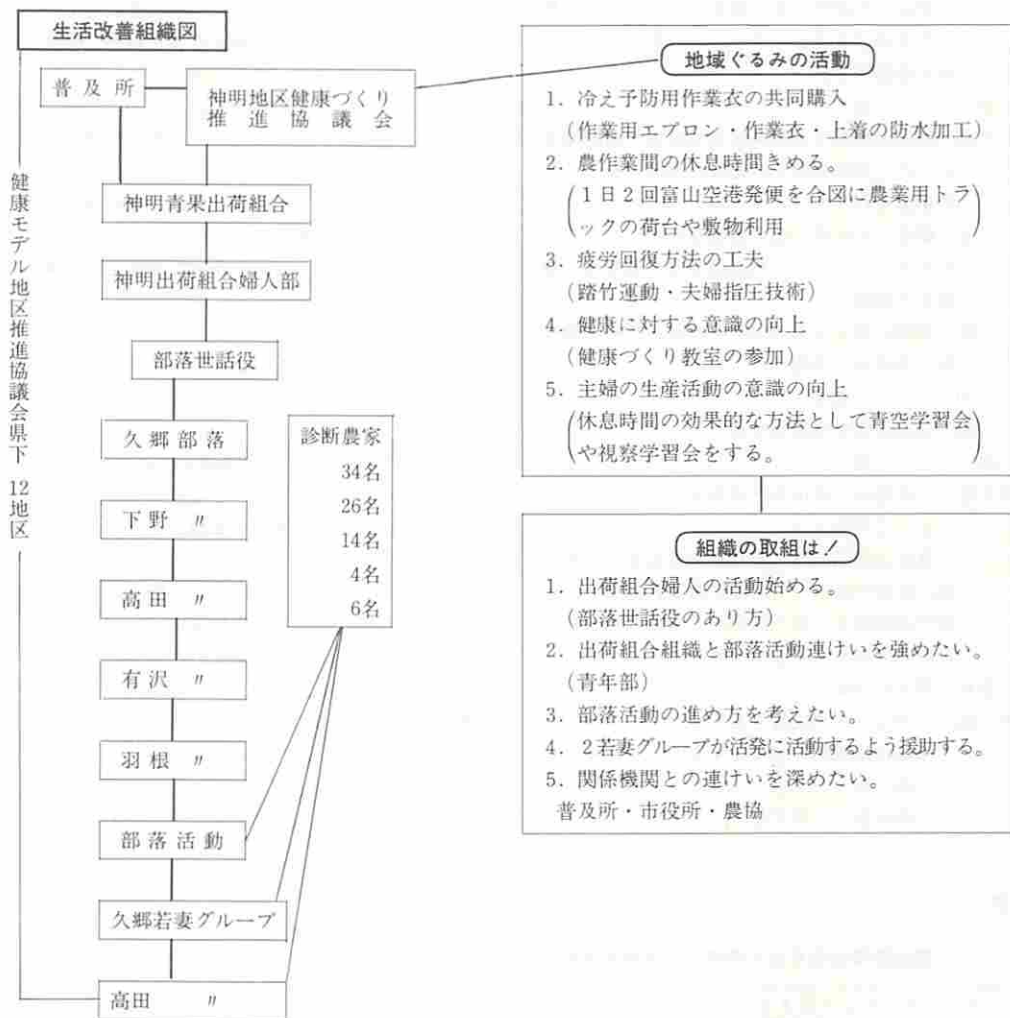 生活改善組織図
普及所
神明地区健康づくり
推進協議会
神明青果出荷組合
神明出荷組合婦人部
部落世話役
久郷部落
下野 〃
高田 〃
有沢 〃
羽根 〃
部落活動
久郷若妻グループ
高田 〃
健康モデル地区推進協議会県下 12地区
診断農家
34名
26名
14名
4名
6名
地域ぐるみの活動
1. 冷え予防用作業衣の共同購入
(作業用エプロン・作業衣・上着の防水加工)
2. 農作業間の休息時間きめる。
(1日2回富山空港発便を合図に農業用トラ
ックの荷台や敷物利用)
3. 疲労回復方法の工夫
(踏竹運動・夫婦指圧技術)
4. 健康に対する意識の向上
(健康づくり教室の参加)
5. 主婦の生産活動の意識の向上
(休息時間の効果的な方法として青空学習会
や視察学習会をする。)
組織の取組は!
1. 出荷組合婦人の活動始める。
(部落世話役のあり方)
2. 出荷組合組織と部落活動連けいを強めたい。
(青年部)
3. 部落活動の進め方を考えたい。
4. 2若妻グループが活発に活動するよう援助する。
5. 関係機関との連けいを深めたい。
普及所・市役所・農協